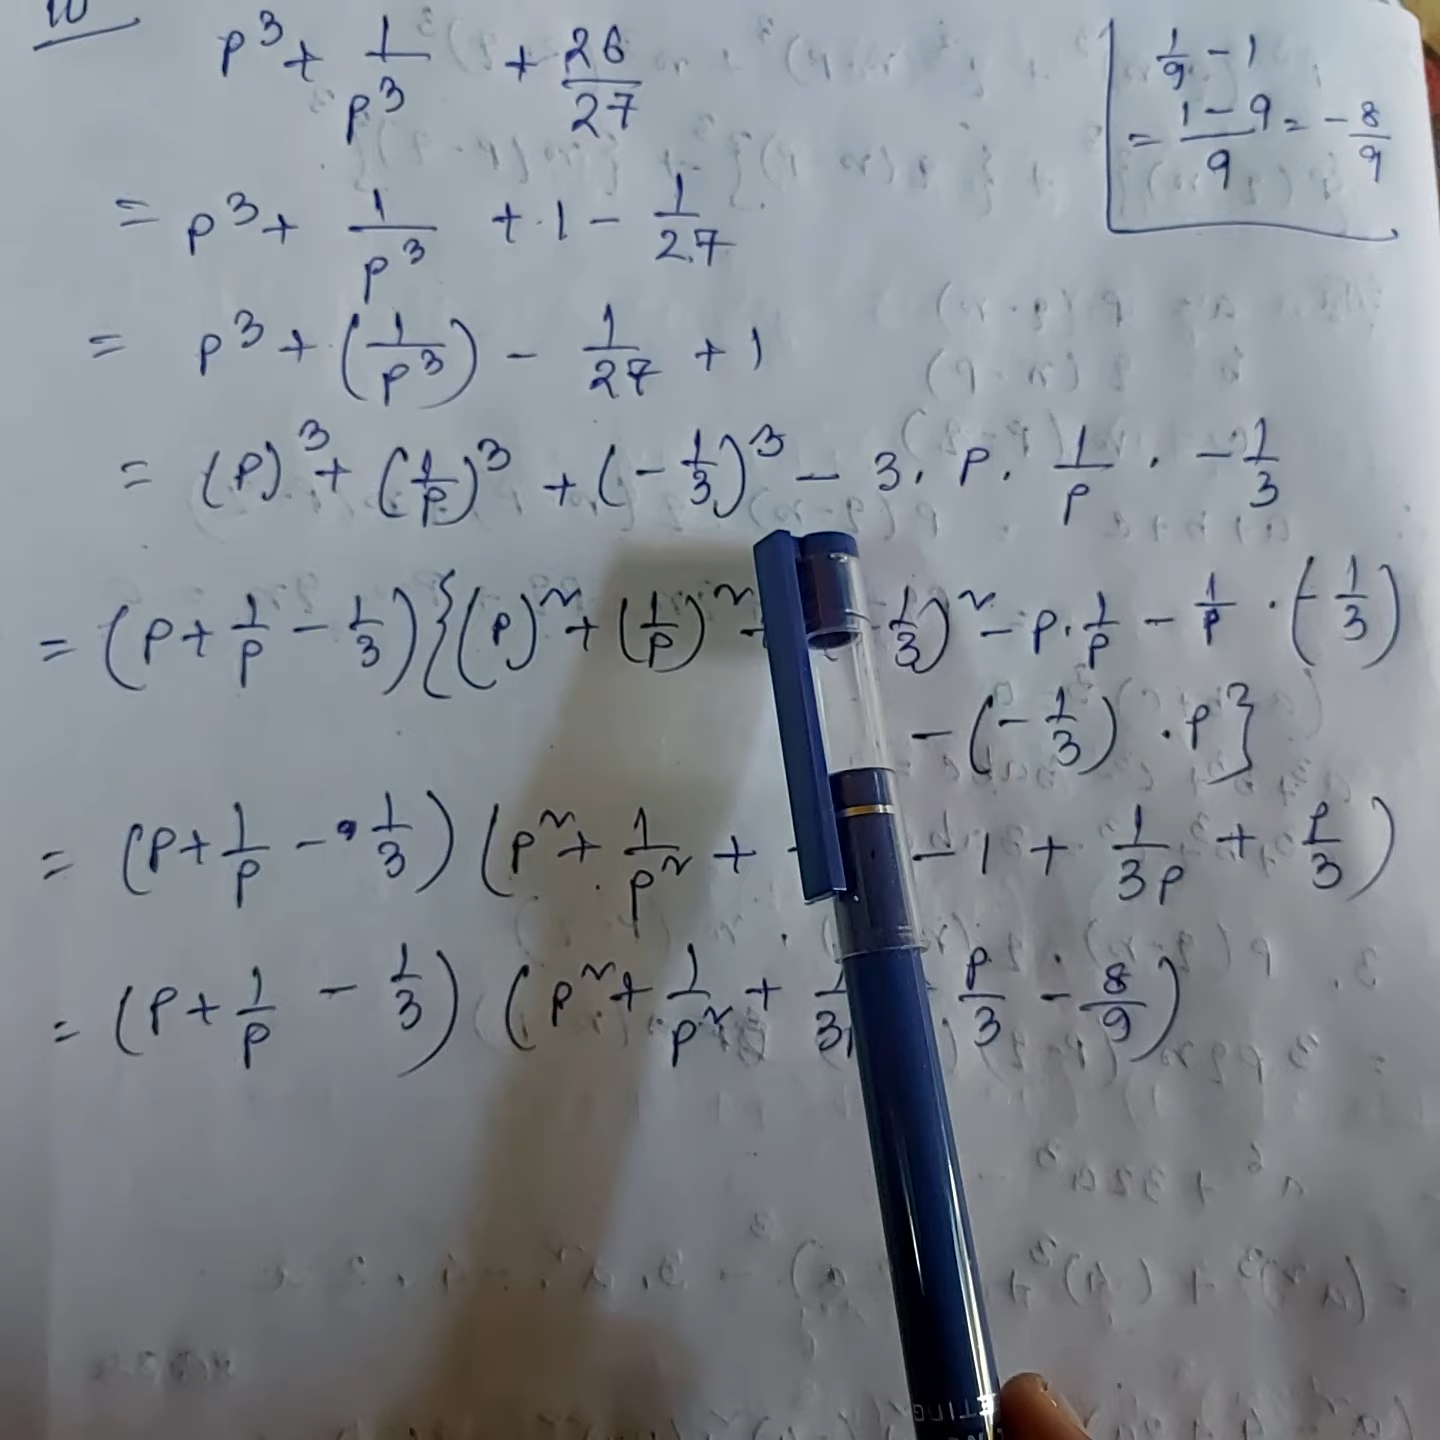 p³ + 1/p³ + 26/27
= p³ + 1/p³ + 1 - 1/27
= p³ + (1/p³) - 1/27 + 1
= (p)³ + (1/p)³ + (-1/3)³ - 3 . p . 1/p . -1/3
= (p + 1/p - 1/3) {(p)² + (1/p)² 1/3)² - p . 1/p - 1/p . (-1/3)
- (-1/3) . p}
= (p + 1/p - 1/3) (p² + 1/p² + - 1 + 1/3p + p/3)
= (p + 1/p - 1/3) (p² + 1/p² + p/3 - 8/9)
1/9 - 1
= 1 - 9/9 = -8/9